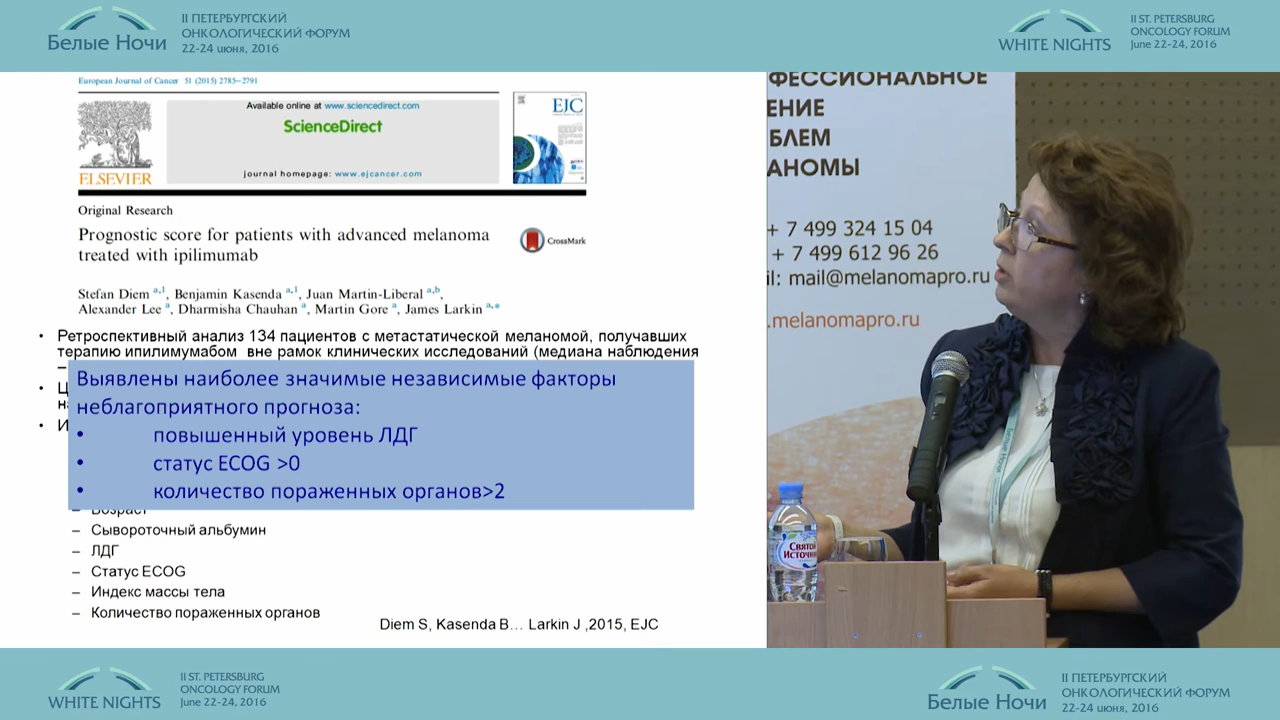 II ПЕТЕРБУРГСКИЙ
ОНКОЛОГИЧЕСКИЙ ФОРУМ
Белые Ночи
22-24 июня, 2016
II ST. PETERSBURG
ONCOLOGY FORUM
WHITE NIGHTS
June 22-24, 2016
European Journal of Cancer 51 (2015) 2785–2791
Available online at www.sciencedirect.com
ScienceDirect
journal homepage: www.ejcancer.com
ELSEVIER
EJC
Original Research
Prognostic score for patients with advanced melanoma
treated with ipilimumab
CrossMark
Stefan Diem a,1, Benjamin Kasenda a,1, Juan Martin-Liberal a,b,
Alexander Lee a, Dharmisha Chauhan a, Martin Gore a, James Larkin a,*
• Ретроспективный анализ 134 пациентов с метастатической меланомой, получавших
терапию ипилимумабом вне рамок клинических исследований (медиана наблюдения
–
• Ц
н
• И
Выявлены наиболее значимые независимые факторы
неблагоприятного прогноза:
• повышенный уровень ЛДГ
• статус ECOG >0
• количество пораженных органов>2
– Возраст
– Сывороточный альбумин
– ЛДГ
– Статус ECOG
– Индекс массы тела
– Количество пораженных органов
Diem S, Kasenda B… Larkin J ,2015, EJC
ФЕССИОНАЛЬНОЕ
ЕНИЕ
БЛЕМ
АНОМЫ
+ 7 499 324 15 04
+ 7 499 612 96 26
il: mail@melanomapro.ru
.melanomapro.ru
Святой
Источник
Белые Ночи
WHITE NIGHTS
II ST. PETERSBURG
ONCOLOGY FORUM
June 22-24, 2016
Белые Ночи
II ПЕТЕРБУРГСКИЙ
ОНКОЛОГИЧЕСКИЙ ФОРУМ
22-24 июня, 2016